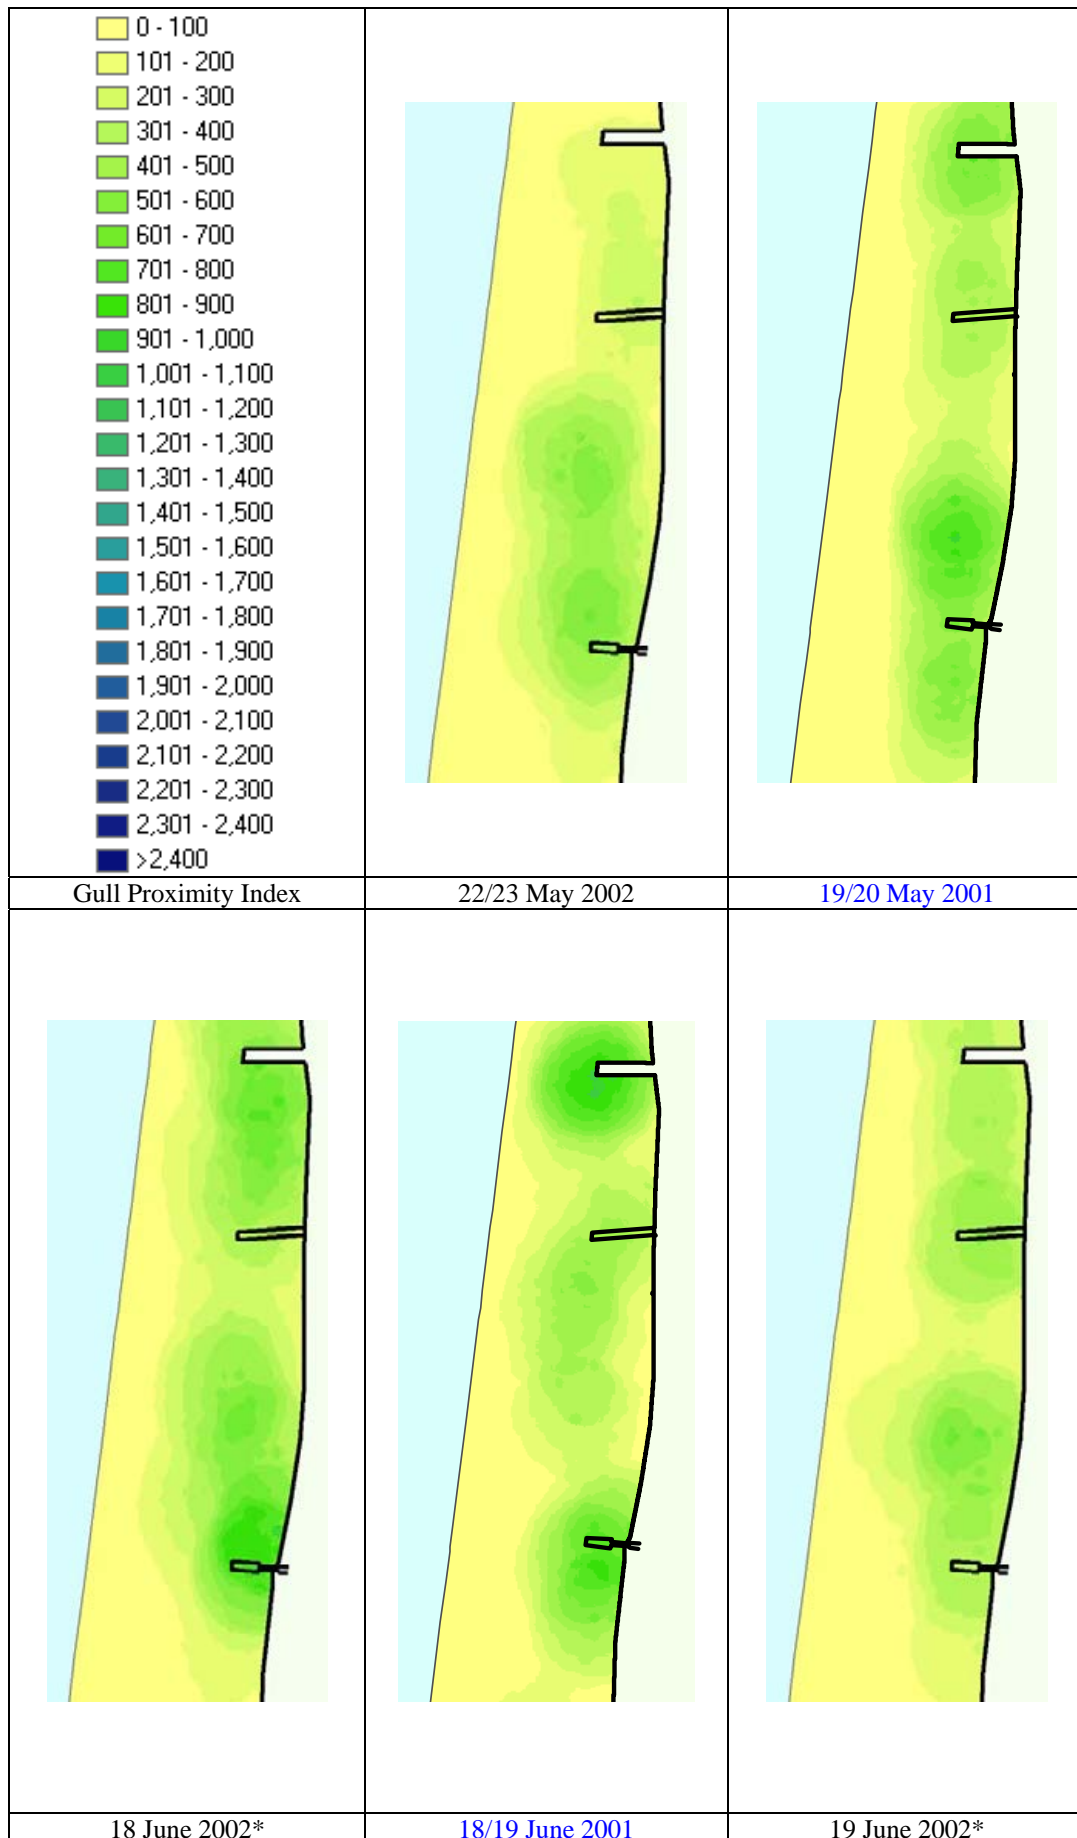 0 - 100
101 - 200
201 - 300
301 - 400
401 - 500
501 - 600
601 - 700
701 - 800
801 - 900
901 - 1,000
1,001 - 1,100
1,101 - 1,200
1,201 - 1,300
1,301 - 1,400
1,401 - 1,500
1,501 - 1,600
1,601 - 1,700
1,701 - 1,800
1,801 - 1,900
1,901 - 2,000
2,001 - 2,100
2,101 - 2,200
2,201 - 2,300
2,301 - 2,400
>2,400
Gull Proximity Index
22/23 May 2002
19/20 May 2001
18 June 2002*
18/19 June 2001
19 June 2002*